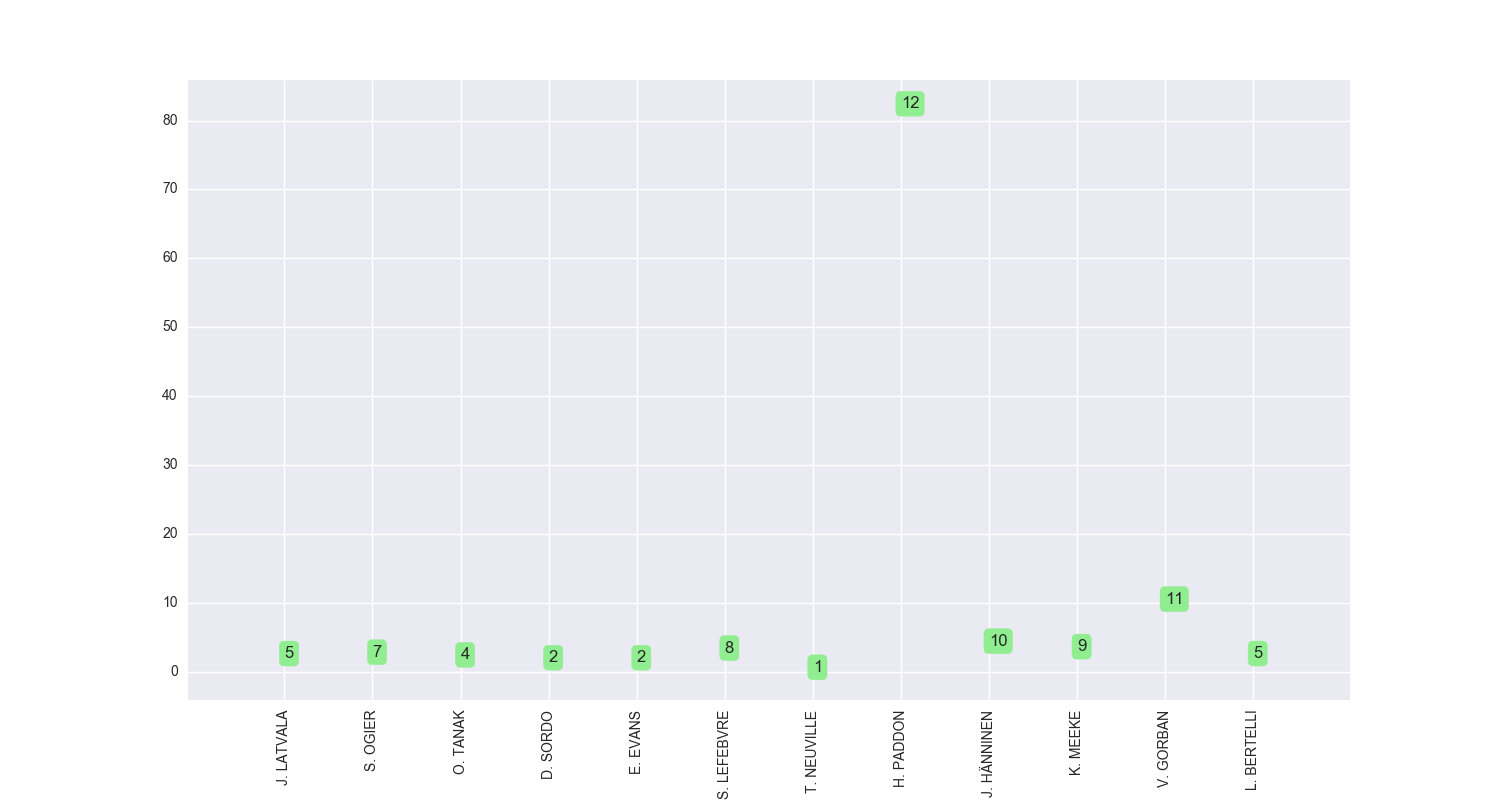 80
70
60
50
40
30
20
10
0
12
11
10
9
8
5
7
4
2
2
1
5
J. LATVALA
S. OGIER
O. TANAK
D. SORDO
E. EVANS
S. LEFEBVRE
T. NEUVILLE
H. PADDON
J. HÄNNINEN
K. MEEKE
V. GORBAN
L. BERTELLI